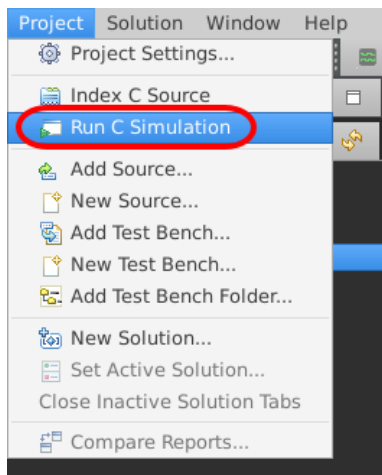 Project Solution Window Help
Project Settings...
Index C Source
Run C Simulation
Add Source...
New Source...
Add Test Bench...
New Test Bench...
Add Test Bench Folder...
New Solution...
Set Active Solution...
Close Inactive Solution Tabs
Compare Reports...